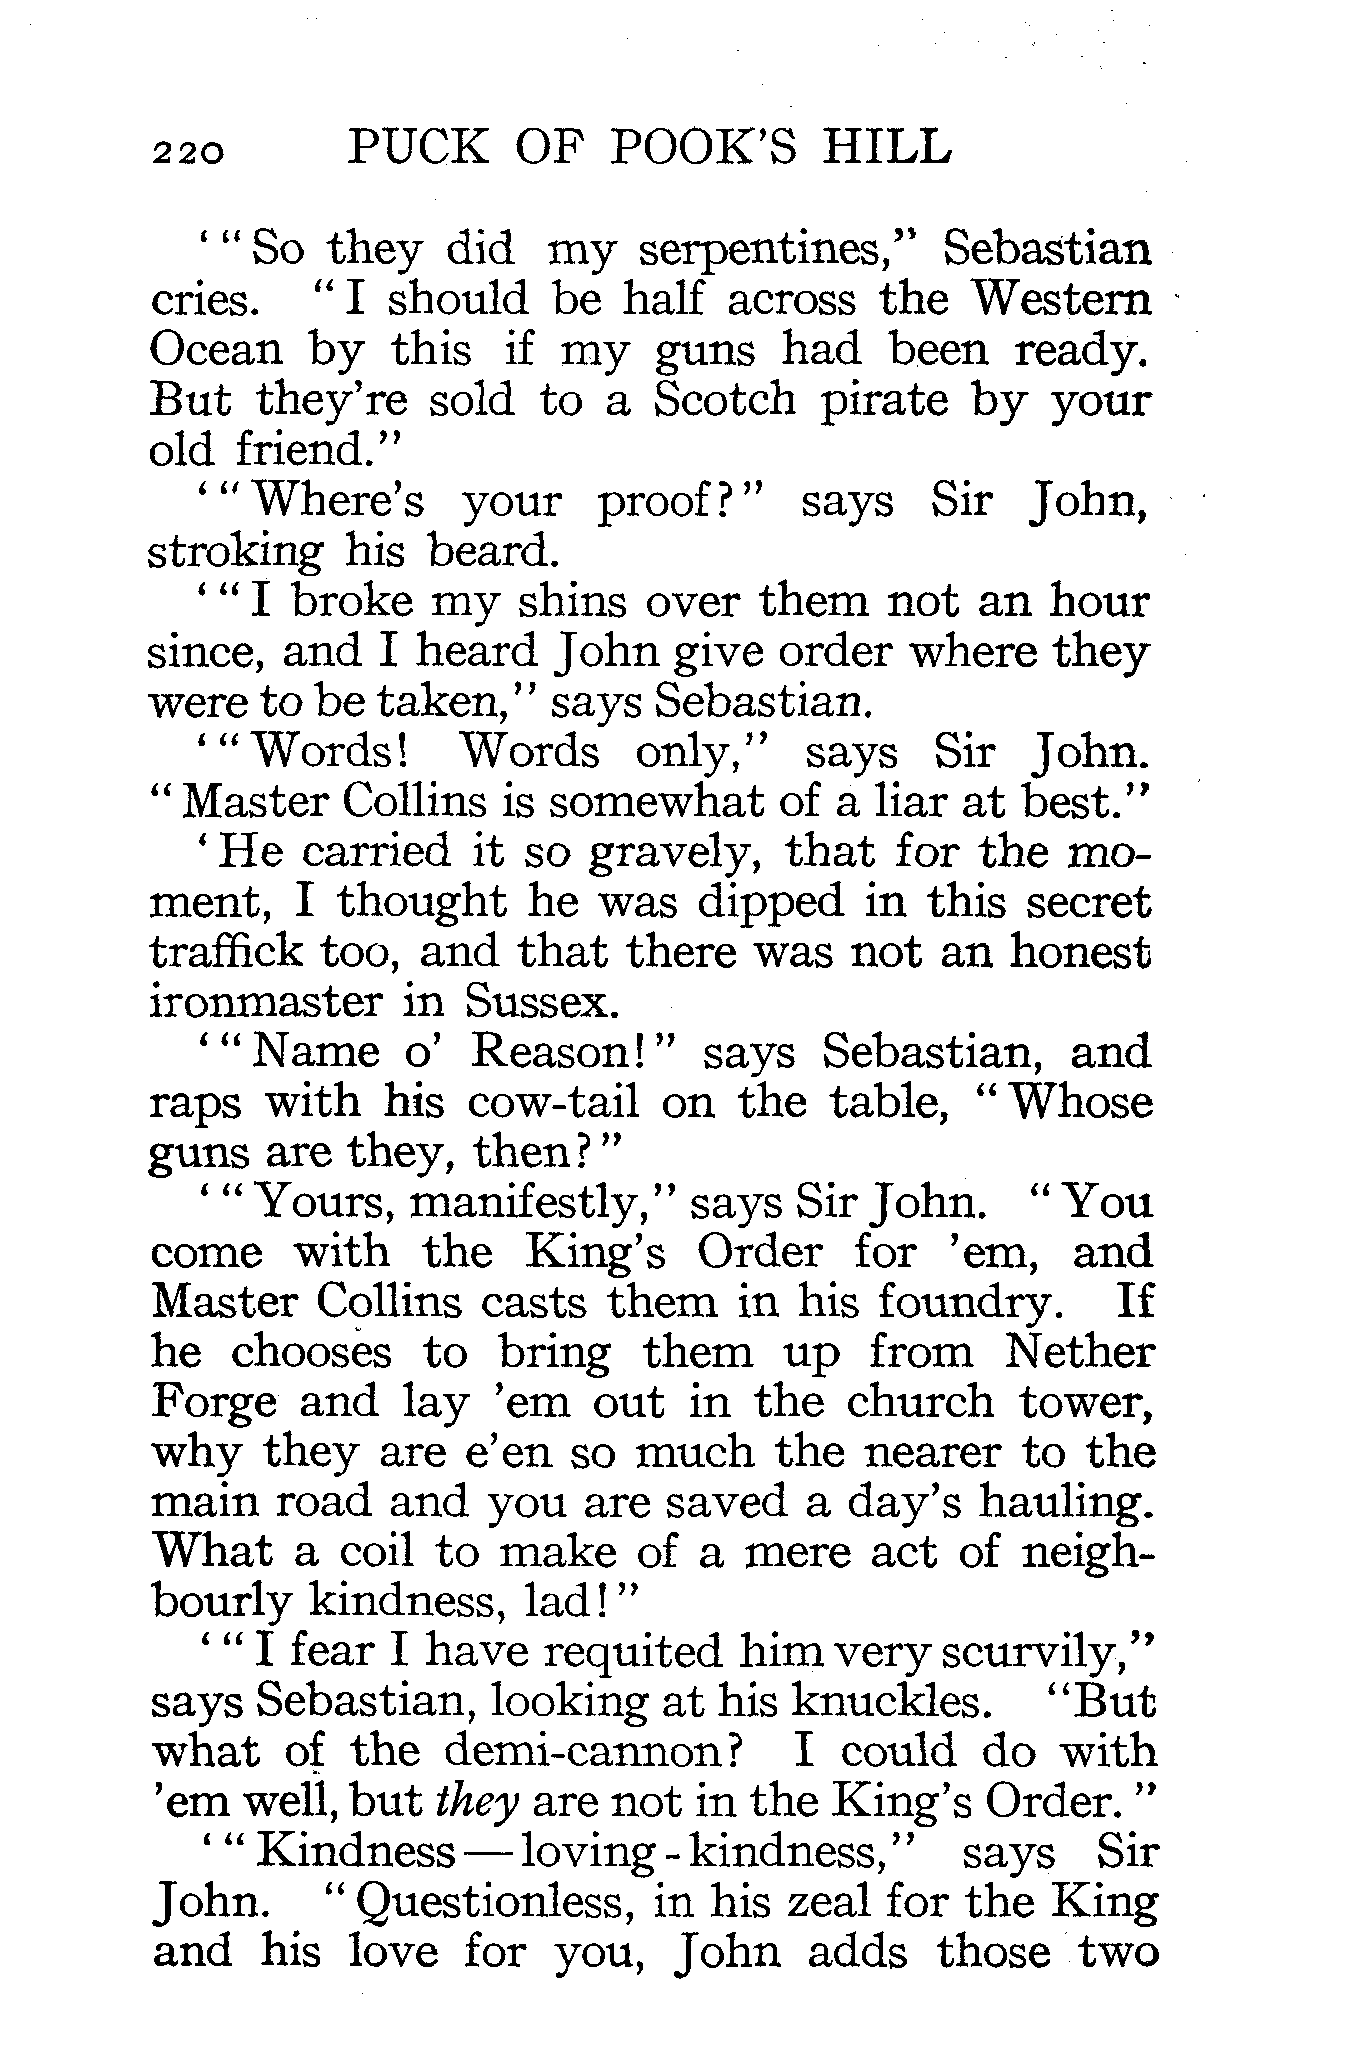 220 PUCK OF POOK'S HILL
‘ “ So they did my serpentines,” Sebastian
cries. “ I should be half across the Western
Ocean by this if my guns had been ready.
But they’re sold to a Scotch pirate by your
old friend.”
‘ “ Where’s your proof? ” says Sir John,
stroking his beard.
‘ “ I broke my shins over them not an hour
since, and I heard John give order where they
were to be taken,” says Sebastian.
‘ “ Words! Words only,” says Sir John.
“ Master Collins is somewhat of a liar at best.”
‘ He carried it so gravely, that for the mo-
ment, I thought he was dipped in this secret
traffick too, and that there was not an honest
ironmaster in Sussex.
‘ “ Name o’ Reason! ” says Sebastian, and
raps with his cow-tail on the table, “ Whose
guns are they, then? ”
‘ “ Yours, manifestly,” says Sir John. “ You
come with the King’s Order for ’em, and
Master Collins casts them in his foundry. If
he chooses to bring them up from Nether
Forge and lay ’em out in the church tower,
why they are e’en so much the nearer to the
main road and you are saved a day’s hauling.
What a coil to make of a mere act of neigh-
bourly kindness, lad! ”
‘ “ I fear I have requited him very scurvily,”
says Sebastian, looking at his knuckles. “But
what of the demi-cannon? I could do with
’em well, but they are not in the King’s Order. ”
‘ “ Kindness — loving - kindness,” says Sir
John. “ Questionless, in his zeal for the King
and his love for you, John adds those two